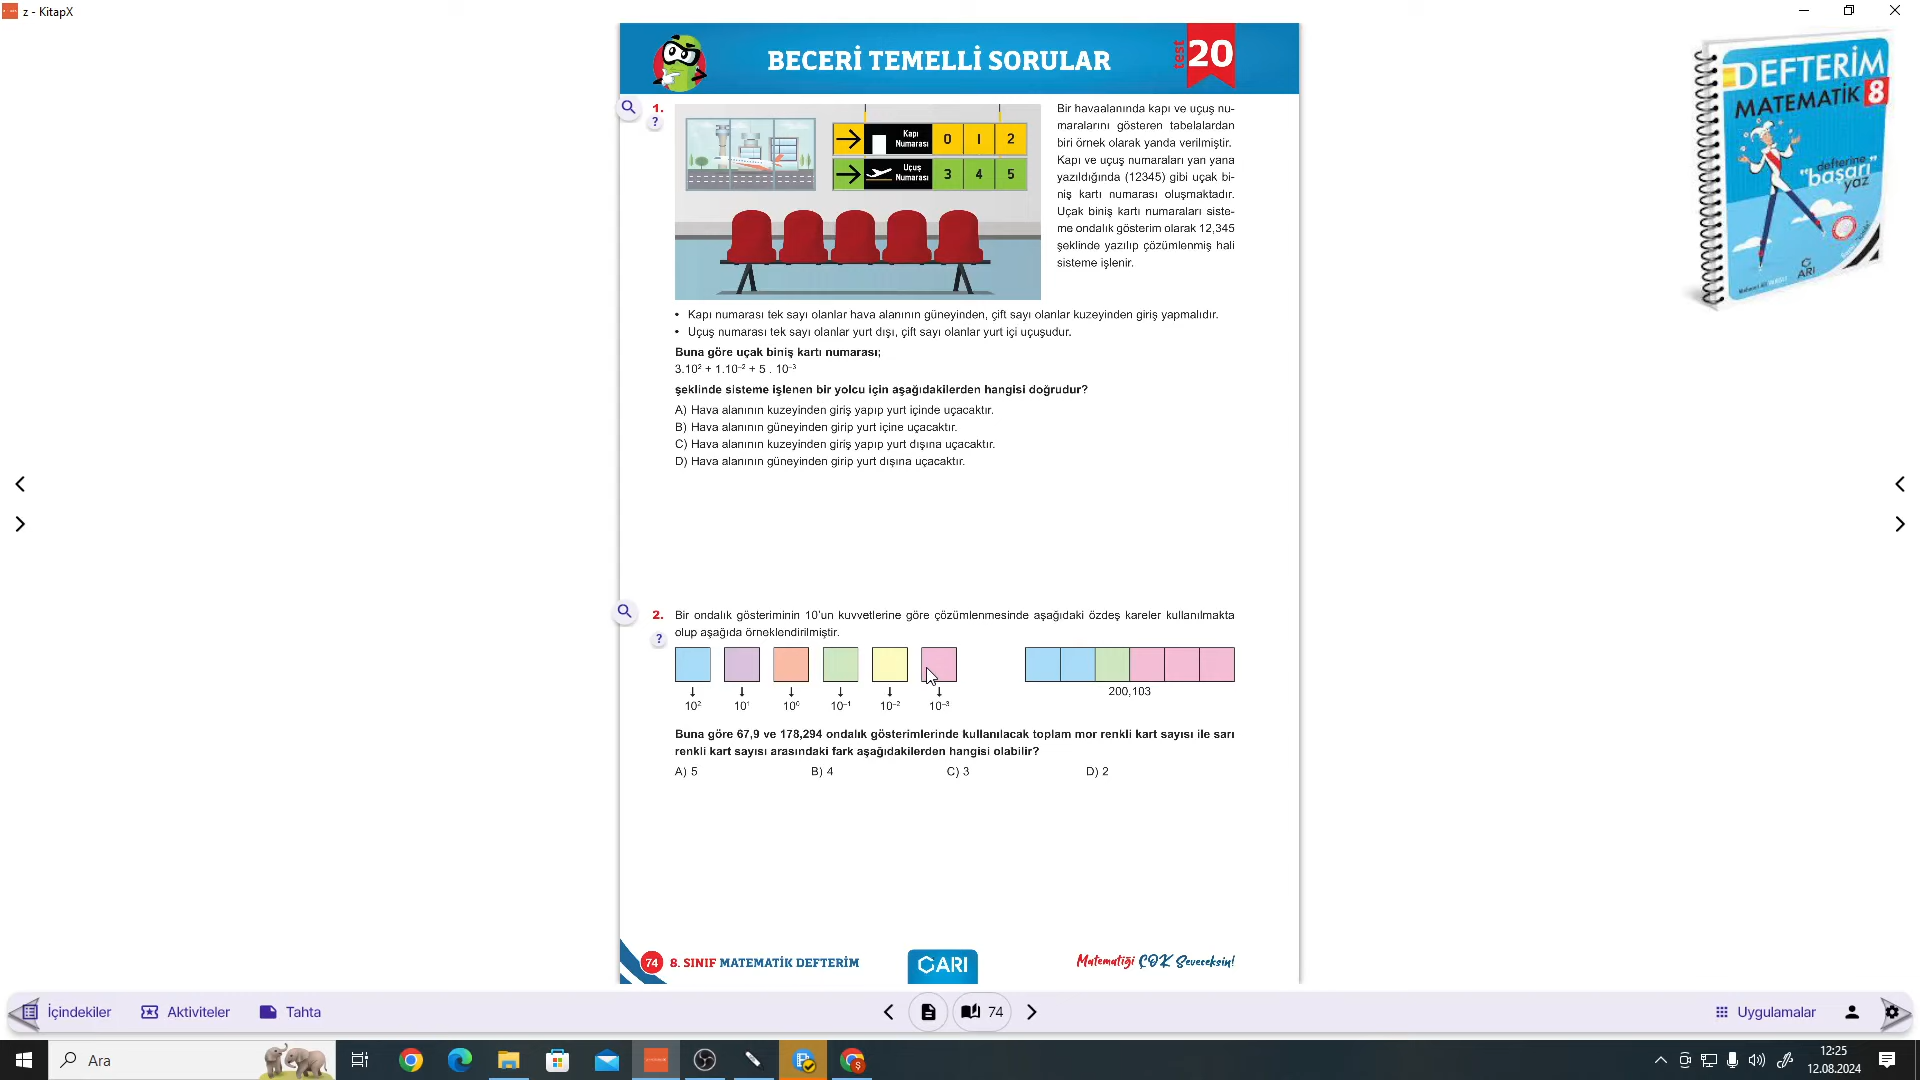 z - KitapX
BECERİ TEMELLİ SORULAR
test
20
DEFTERİM
MATEMATİK 8
defterine
"başarı"
yaz
ARI
1.
?
Kapı
Numarası
0 1 2
Uçuş
Numarası
3 4 5
Bir havaalanında kapı ve uçuş nu-
maralarını gösteren tabelalardan
biri örnek olarak yanda verilmiştir.
Kapı ve uçuş numaraları yan yana
yazıldığında (12345) gibi uçak bi-
niş kartı numarası oluşmaktadır.
Uçak biniş kartı numaraları siste-
me ondalık gösterim olarak 12,345
şeklinde yazılıp çözümlenmiş hali
sisteme işlenir.
• Kapı numarası tek sayı olanlar hava alanının güneyinden, çift sayı olanlar kuzeyinden giriş yapmalıdır.
• Uçuş numarası tek sayı olanlar yurt dışı, çift sayı olanlar yurt içi uçuşudur.
Buna göre uçak biniş kartı numarası;
3.10² + 1.10⁻² + 5 . 10⁻³
şeklinde sisteme işlenen bir yolcu için aşağıdakilerden hangisi doğrudur?
A) Hava alanının kuzeyinden giriş yapıp yurt içinde uçacaktır.
B) Hava alanının güneyinden girip yurt içine uçacaktır.
C) Hava alanının kuzeyinden giriş yapıp yurt dışına uçacaktır.
D) Hava alanının güneyinden girip yurt dışına uçacaktır.
2. Bir ondalık gösteriminin 10'un kuvvetlerine göre çözümlenmesinde aşağıdaki özdeş kareler kullanılmakta
?
olup aşağıda örneklendirilmiştir.
10² 10¹ 10⁰ 10⁻¹ 10⁻² 10⁻³
200,103
Buna göre 67,9 ve 178,294 ondalık gösterimlerinde kullanılacak toplam mor renkli kart sayısı ile sarı
renkli kart sayısı arasındaki fark aşağıdakilerden hangisi olabilir?
A) 5 B) 4 C) 3 D) 2
74 8. SINIF MATEMATİK DEFTERİM
ARI
Matematiği ÇOK Seveceksin!
İçindekiler Aktiviteler Tahta
74
Uygulamalar
Ara
12:25
12.08.2024